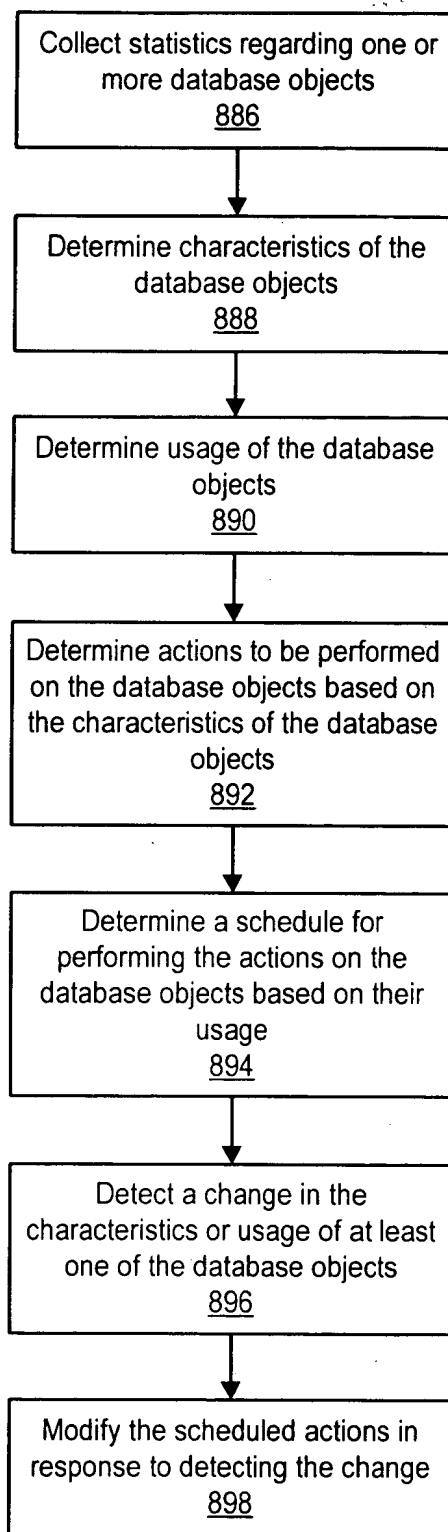 Collect statistics regarding one or
more database objects
886
Determine characteristics of the
database objects
888
Determine usage of the database
objects
890
Determine actions to be performed
on the database objects based on
the characteristics of the database
objects
892
Determine a schedule for
performing the actions on the
database objects based on their
usage
894
Detect a change in the
characteristics or usage of at least
one of the database objects
896
Modify the scheduled actions in
response to detecting the change
898